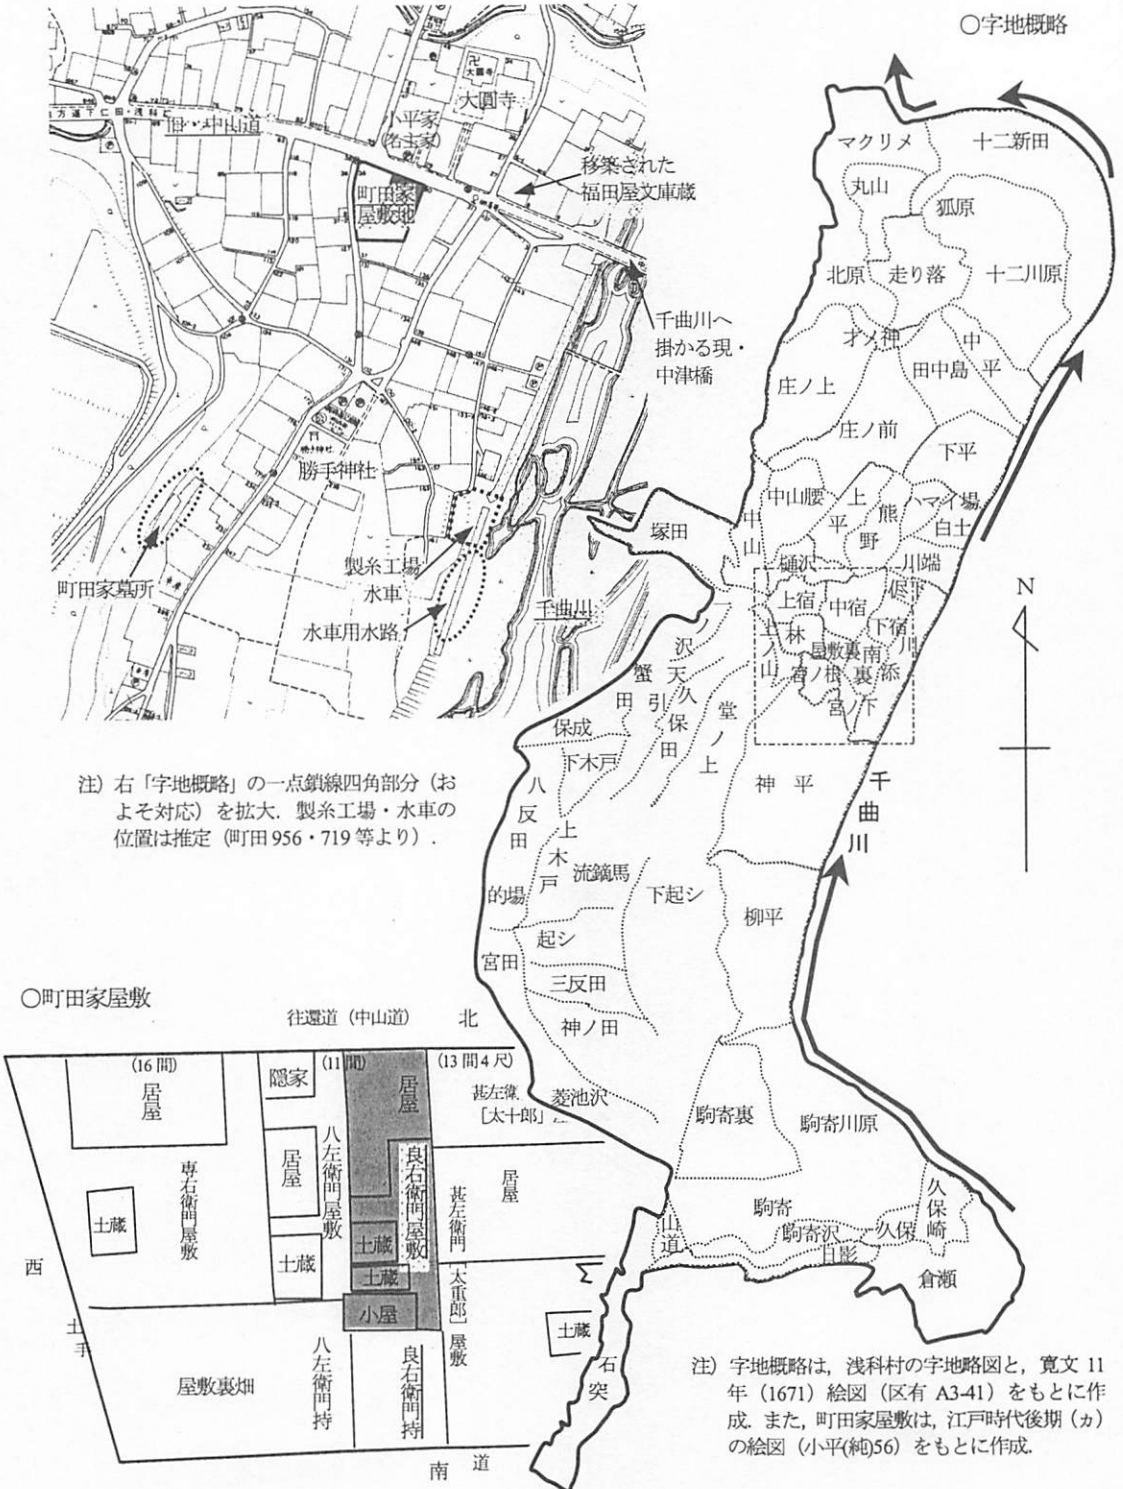 ○字地概略
卍
大圓寺
小平家
(名主家)
旧・中山道
移築された
福田屋文庫蔵
町田家
屋敷地
千曲川へ
掛かる現・
中津橋
勝手神社
町田家墓所
製糸工場
水車
水車用水路
千曲川
注）右「字地概略」の一点鎖線四角部分（お
よそ対応）を拡大．製糸工場・水車の
位置は推定（町田956・719等より）．
マクリメ
十二新田
丸山
狐原
北原
走り落
十二川原
才メ神
中平
田中島
庄ノ上
庄ノ前
下平
中山腰
上平
熊野
ハマイ場
白土
中山
塚田
樋沢
川端
上宿
中宿
下宿
林
屋敷裏
南裏
川添
宮ノ根
宮ノ下
上ノ山
一ノ沢
蟹田
天引
久保田
堂ノ上
保成
下木戸
八反田
上木戸
流鏑馬
下起シ
神平
千曲川
柳平
的場
起シ
宮田
三反田
神ノ田
菱池沢
駒寄裏
駒寄川原
駒寄
駒寄沢
久保
久保崎
日影
山道
倉瀬
石突
N
○町田家屋敷
往還道（中山道）
北
(16間)
居屋
隠家
(11間)
居屋
(13間4尺)
甚左衛
［太十郎］
専右衛門屋敷
居屋
八左衛門屋敷
良右衛門屋敷
甚左衛門
［太重郎］屋敷
居屋
土蔵
土蔵
土蔵
土蔵
小屋
土蔵
西
土手
屋敷裏畑
八左衛門持
良右衛門持
南
道
注）字地概略は，浅科村の字地略図と，寛文11
年（1671）絵図（区有A3-41）をもとに作
成．また，町田家屋敷は，江戸時代後期（ヵ）
の絵図（小平(純)56）をもとに作成．